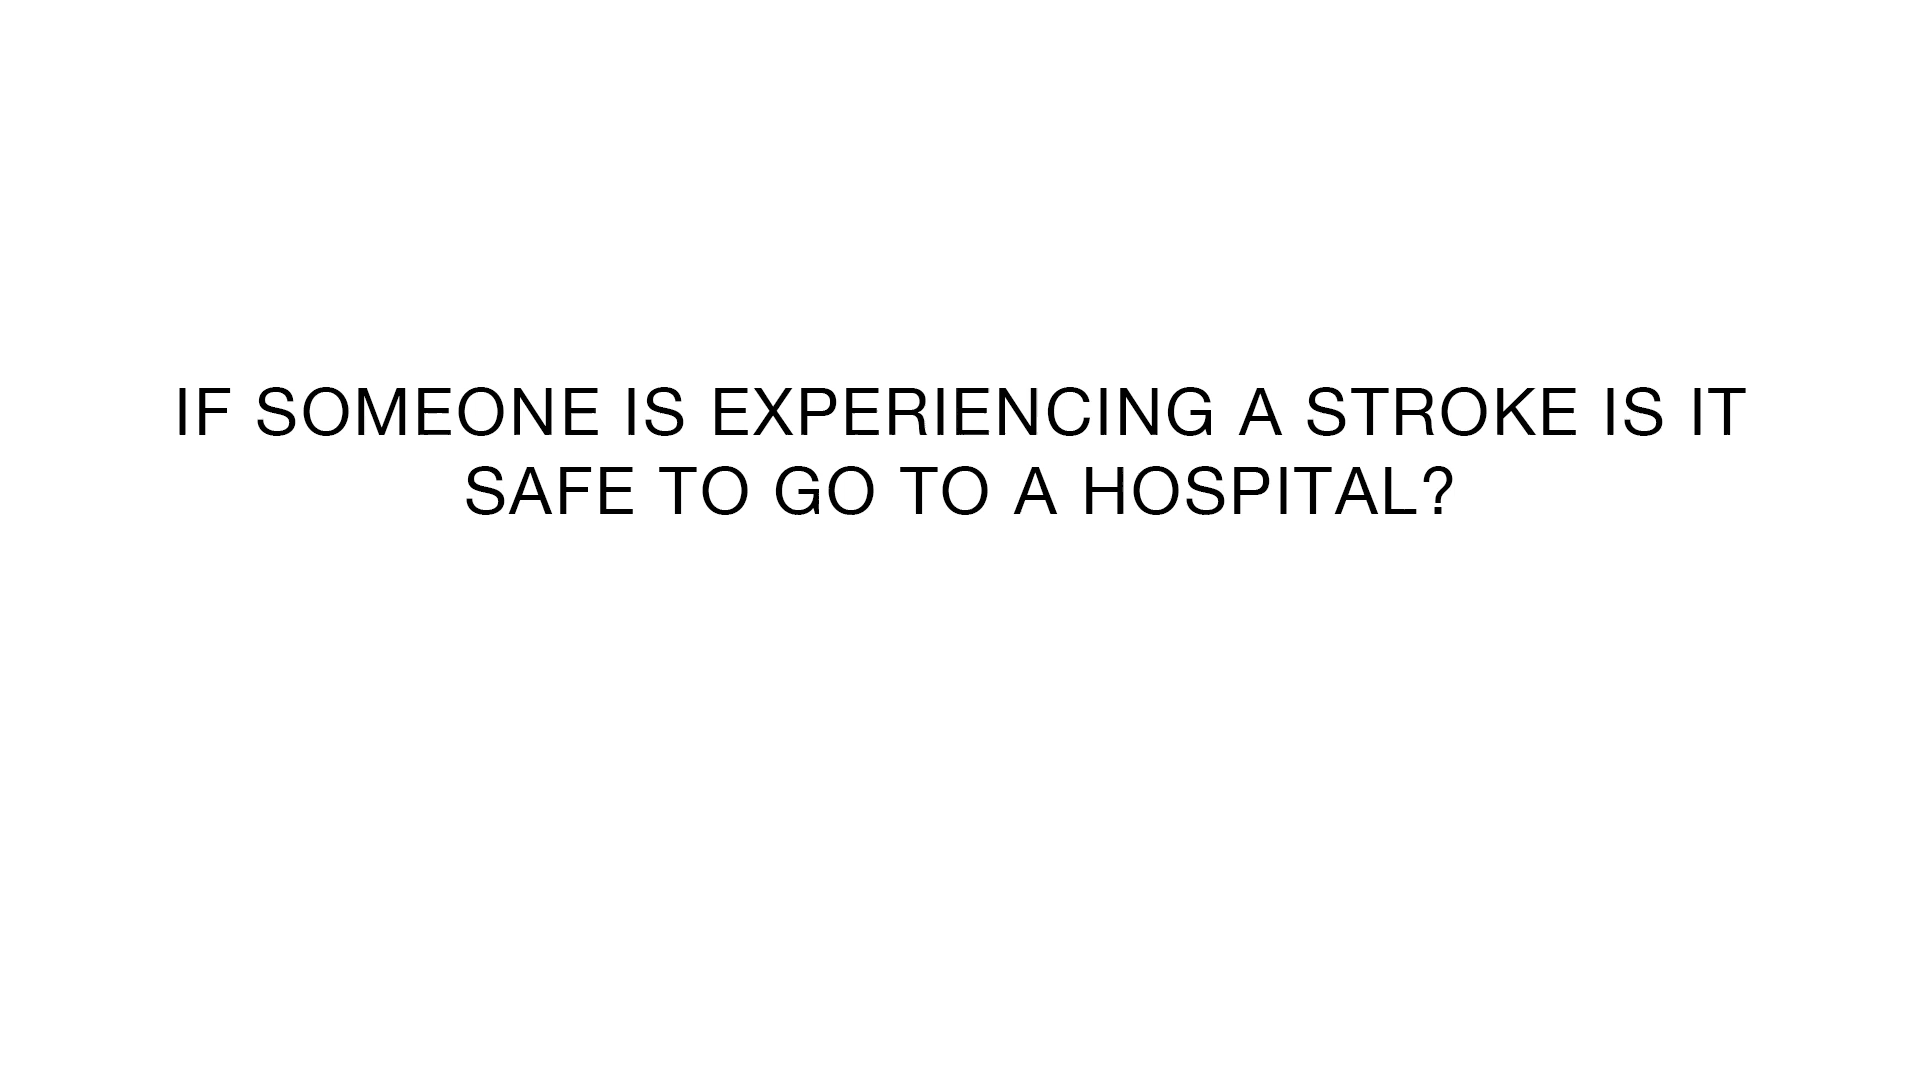 IF SOMEONE IS EXPERIENCING A STROKE IS IT
SAFE TO GO TO A HOSPITAL?